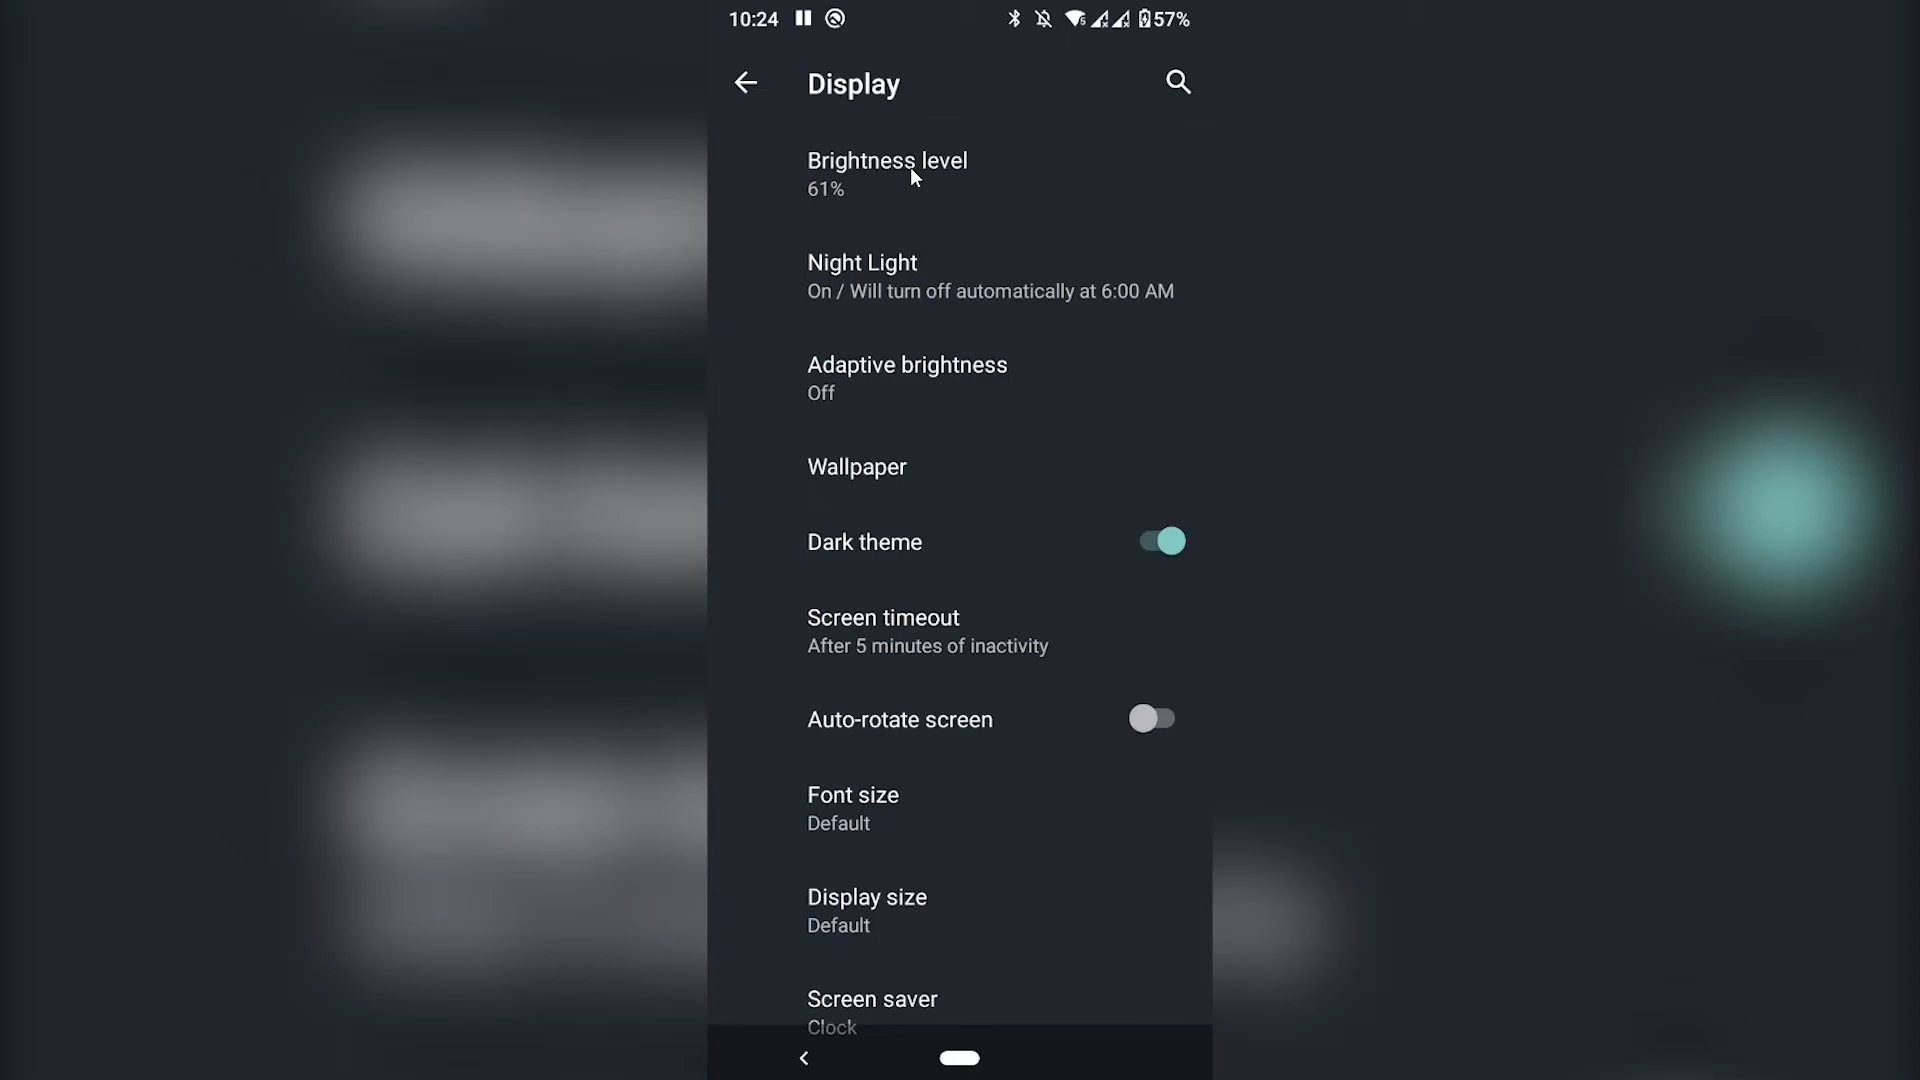 10:24 57%
Display
Brightness level
61%
Night Light
On / Will turn off automatically at 6:00 AM
Adaptive brightness
Off
Wallpaper
Dark theme
Screen timeout
After 5 minutes of inactivity
Auto-rotate screen
Font size
Default
Display size
Default
Screen saver
Clock